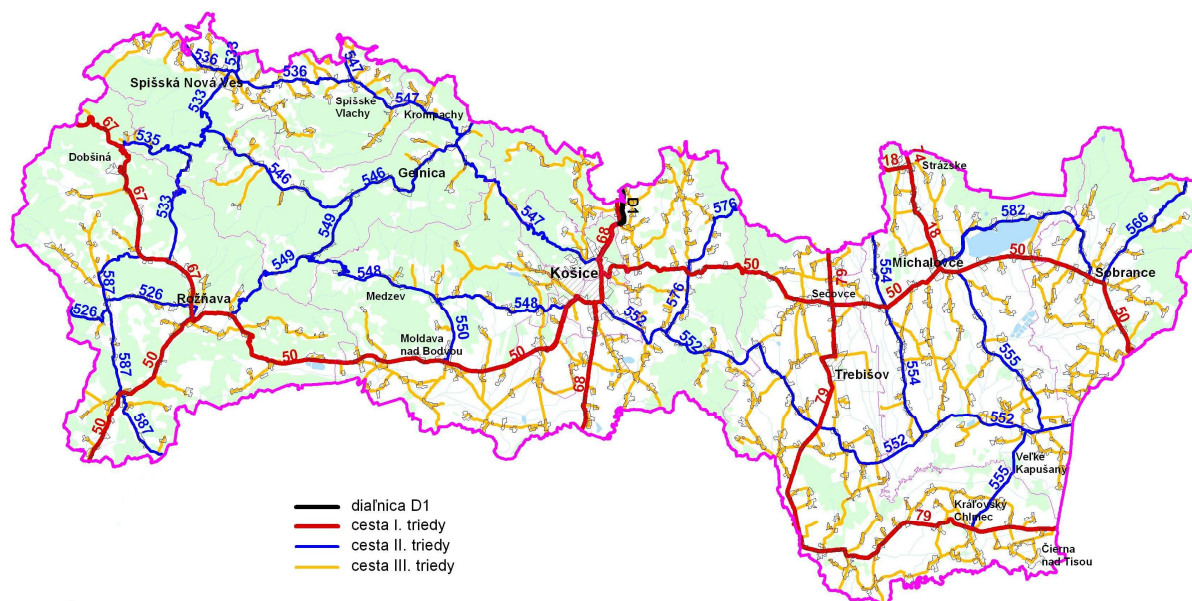 533
536
547
536
Spišská Nová Ves
533
Spišské
Vlachy
547
Krompachy
67
535
Dobšiná
546
546
Gelnica
67
533
549
547
576
D1
68
74
18
Strážske
582
566
18
549
67
548
Košice
50
79
554
Michalovce
50
Sobrance
587
526
Rožňava
Medzev
548
576
Sečovce
50
526
550
552
50
Moldava
nad Bodvou
552
555
587
50
50
50
68
Trebišov
554
79
50
587
552
552
Veľké
Kapušany
555
Kráľovský
Chlmec
79
Čierna
nad Tisou
diaľnica D1
cesta I. triedy
cesta II. triedy
cesta III. triedy